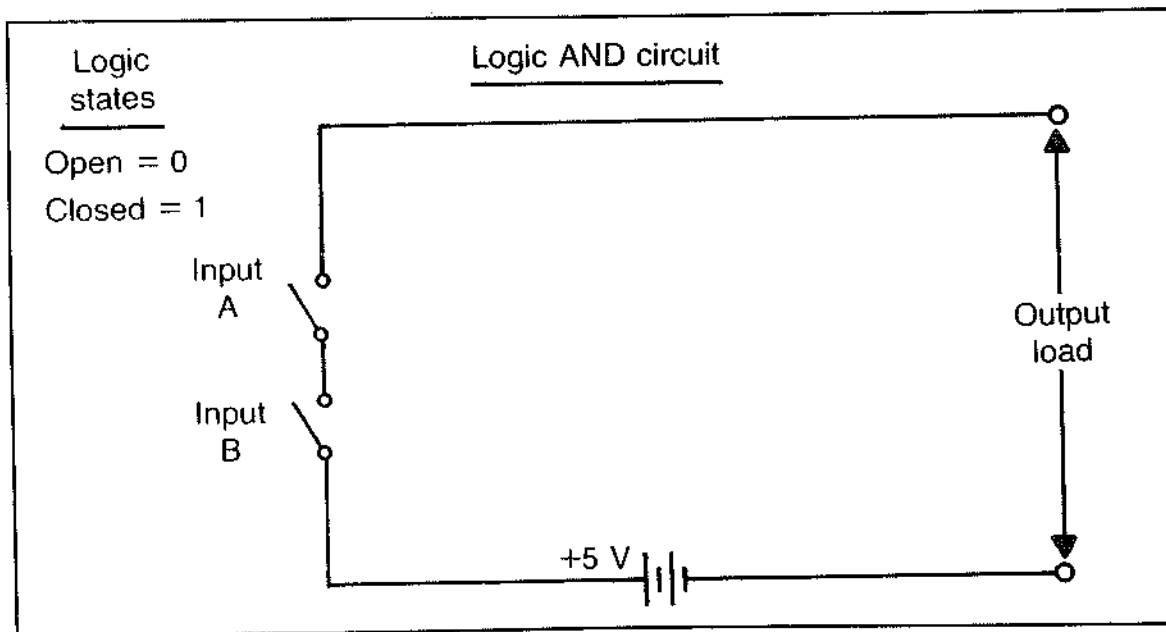 Logic
states
Open = 0
Closed = 1
Logic AND circuit
Input
A
Input
B
+5 V
Output
load